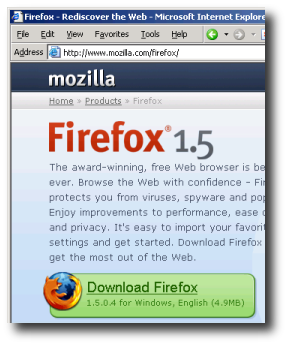 Firefox - Rediscover the Web - Microsoft Internet Explore
File Edit View Favorites Tools Help
Address http://www.mozilla.com/firefox/
mozilla
Home » Products » Firefox
Firefox® 1.5
The award-winning, free Web browser is be
ever. Browse the Web with confidence - Fir
protects you from viruses, spyware and pop
Enjoy improvements to performance, ease o
and privacy. It's easy to import your favorit
settings and get started. Download Firefox
get the most out of the Web.
Download Firefox
1.5.0.4 for Windows, English (4.9MB)